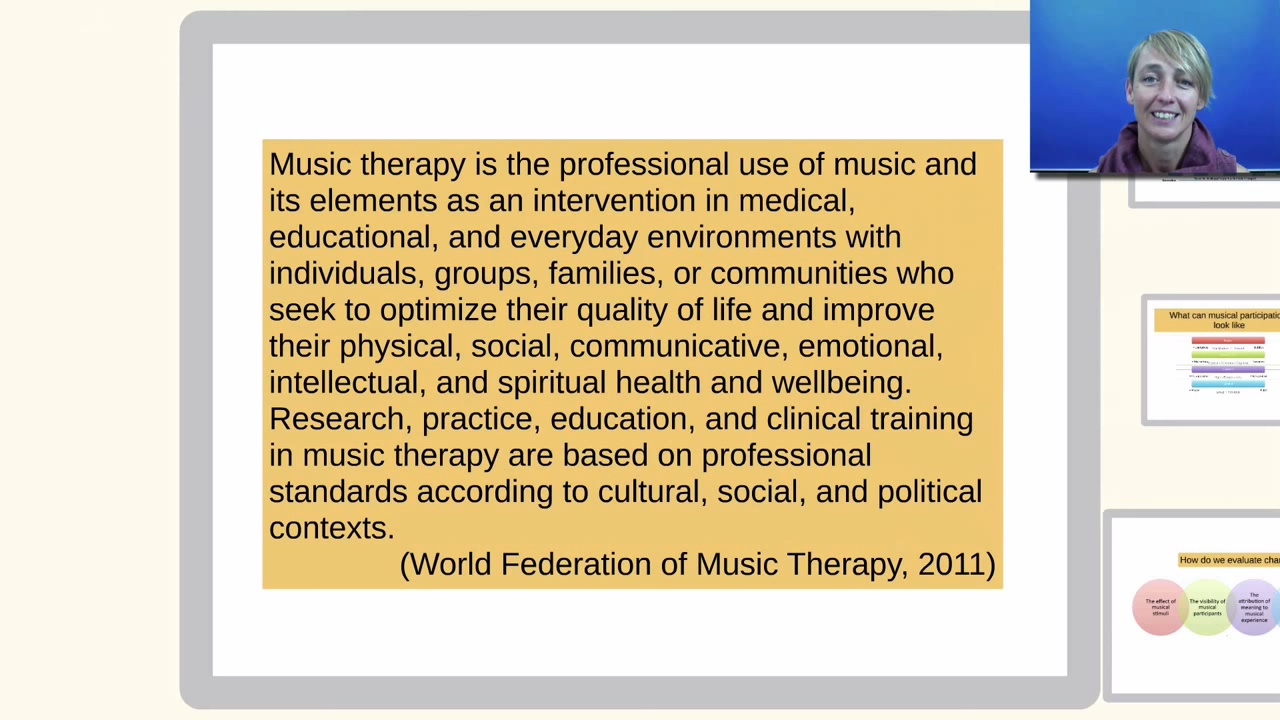 Music therapy is the professional use of music and
its elements as an intervention in medical,
educational, and everyday environments with
individuals, groups, families, or communities who
seek to optimize their quality of life and improve
their physical, social, communicative, emotional,
intellectual, and spiritual health and wellbeing.
Research, practice, education, and clinical training
in music therapy are based on professional
standards according to cultural, social, and political
contexts.
(World Federation of Music Therapy, 2011)
What can musical
look like
How do we evaluate
The effect of
musical
stimuli
The visibility of
musical
participants
The
attribution of
meaning to
musical
experience